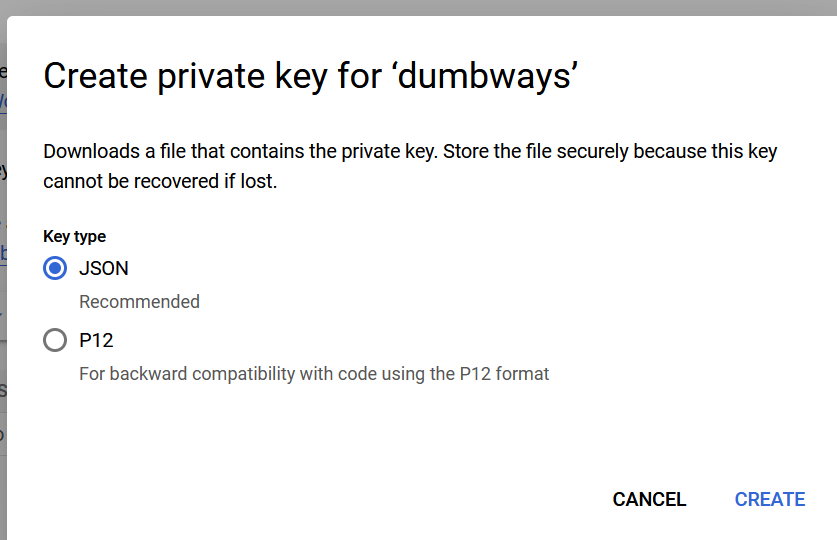 Create private key for ‘dumbways’
Downloads a file that contains the private key. Store the file securely because this key
cannot be recovered if lost.
Key type
JSON
Recommended
P12
For backward compatibility with code using the P12 format
CANCEL
CREATE